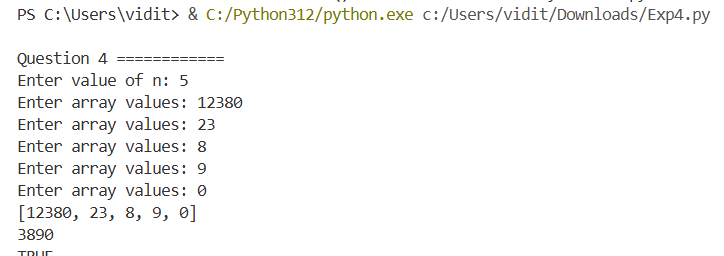 PS C:\Users\vidit> & C:/Python312/python.exe c:/Users/vidit/Downloads/Exp4.py
Question 4 ============
Enter value of n: 5
Enter array values: 12380
Enter array values: 23
Enter array values: 8
Enter array values: 9
Enter array values: 0
[12380, 23, 8, 9, 0]
3890
TRUE